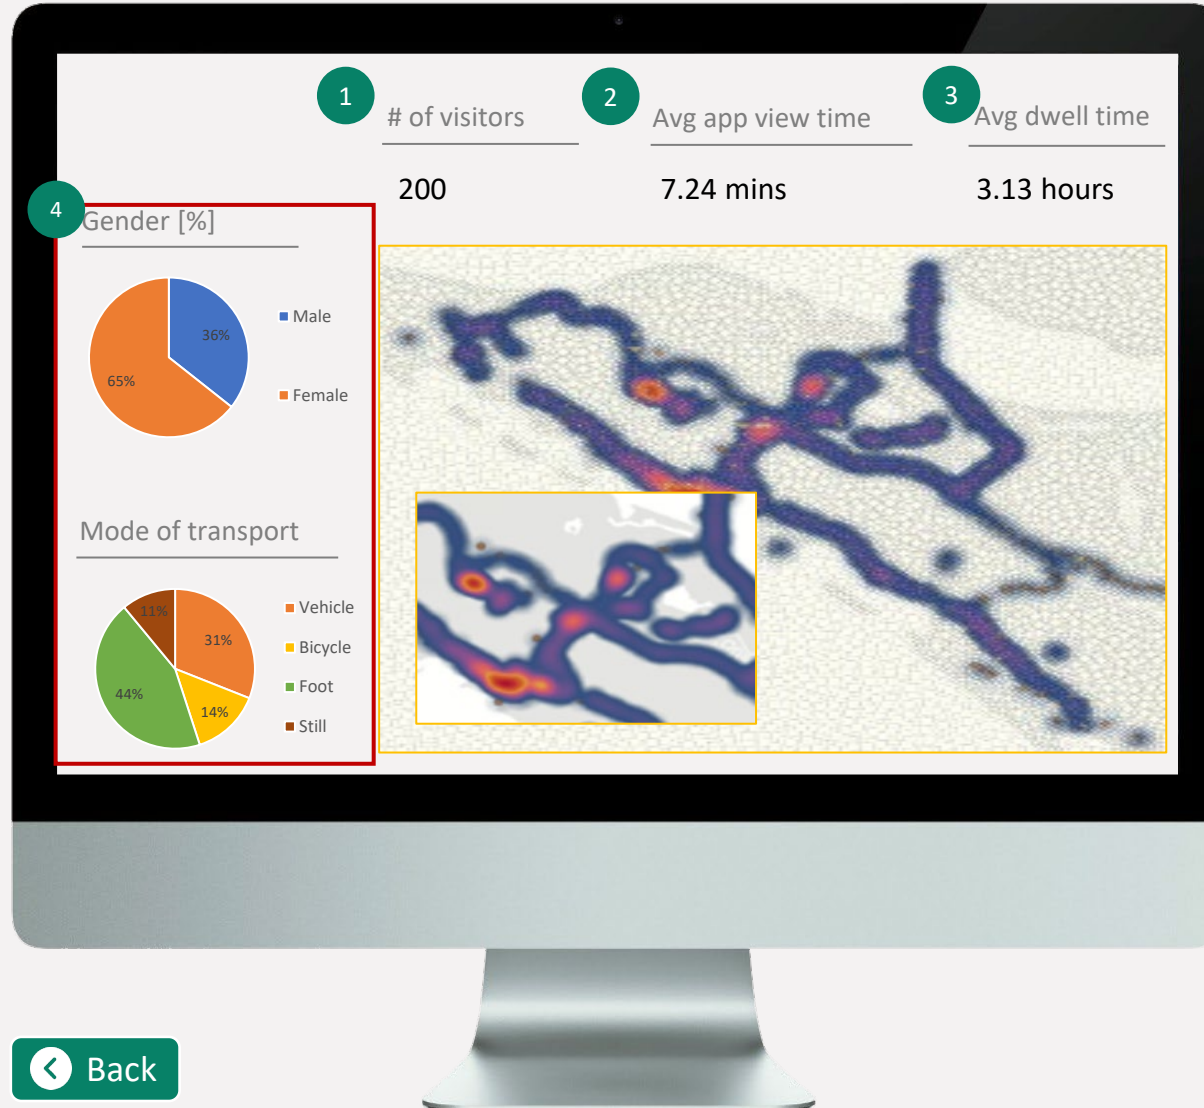 1
# of visitors
2
Avg app view time
3
Avg dwell time
200
7.24 mins
3.13 hours
4
Gender [%]
36%
65%
Male
Female
Mode of transport
11%
31%
44%
14%
Vehicle
Bicycle
Foot
Still
Back